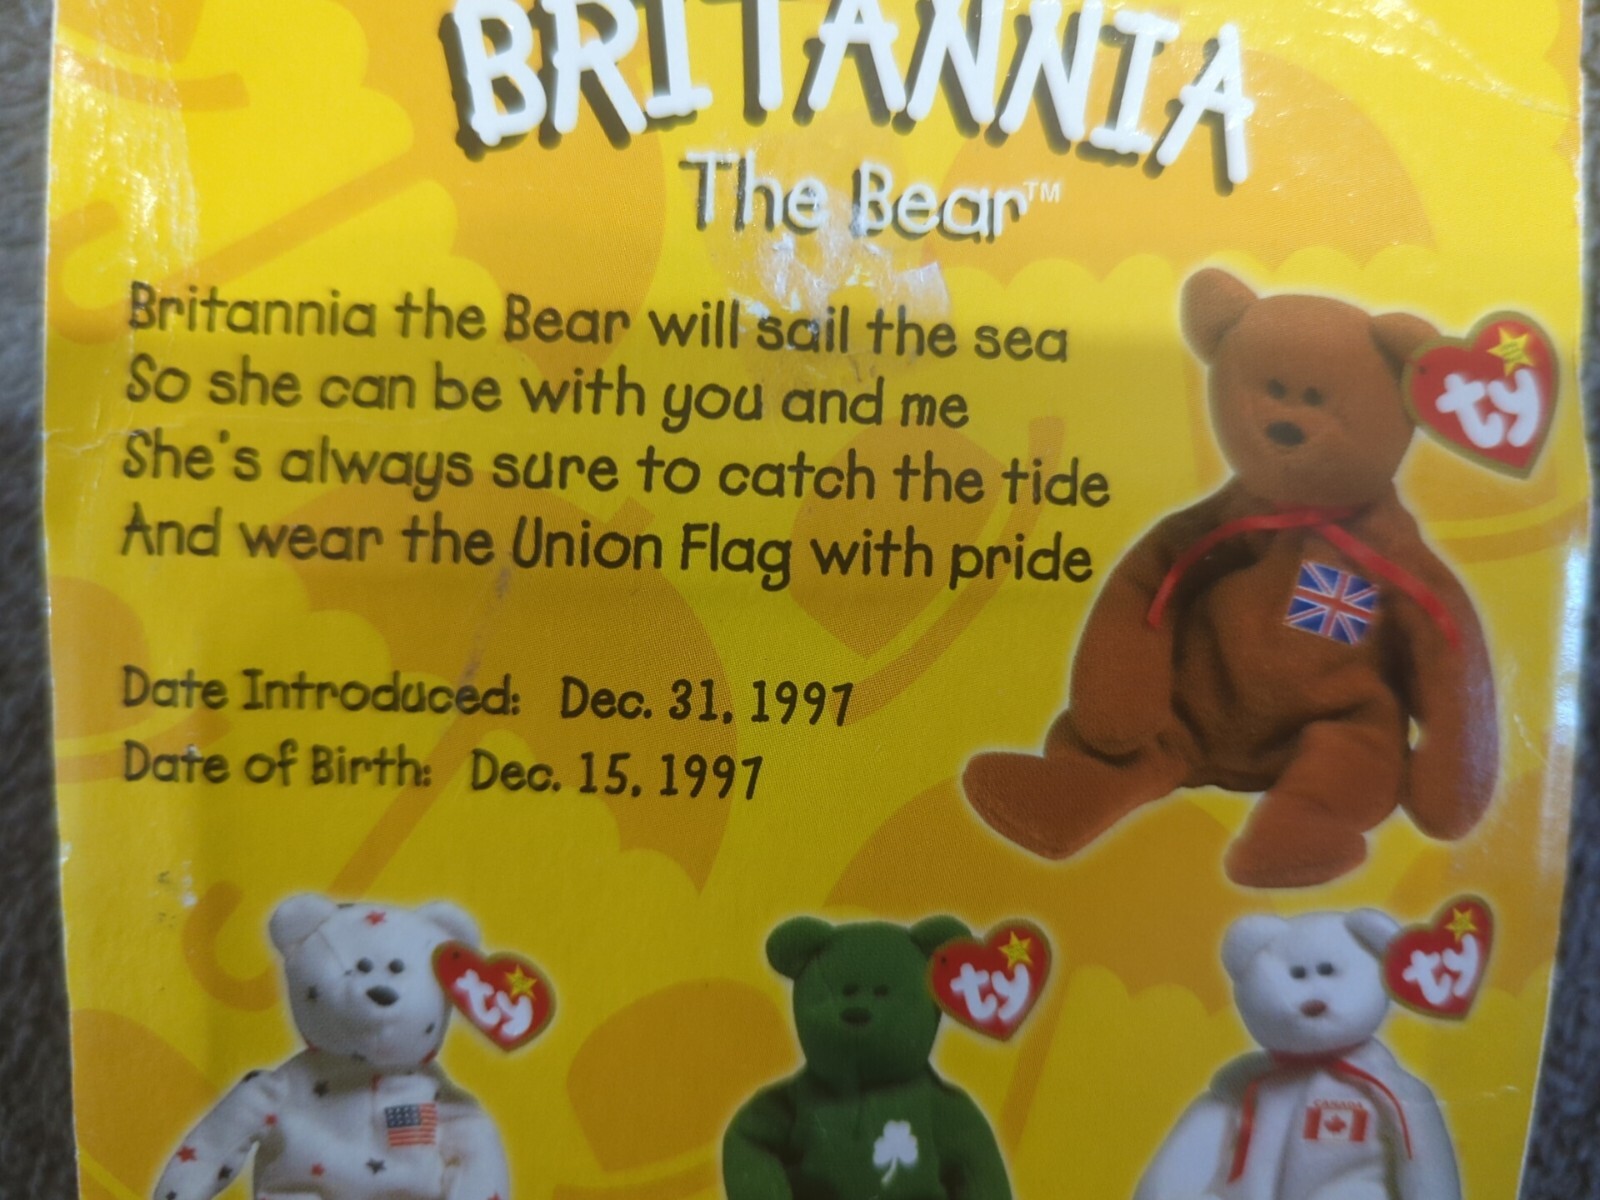 BRITANNIA
The Bear™
Britannia the Bear will sail the sea
So she can be with you and me
She's always sure to catch the tide
And wear the Union Flag with pride
Date Introduced: Dec. 31, 1997
Date of Birth: Dec. 15, 1997
ty
ty
ty
ty
CANADA